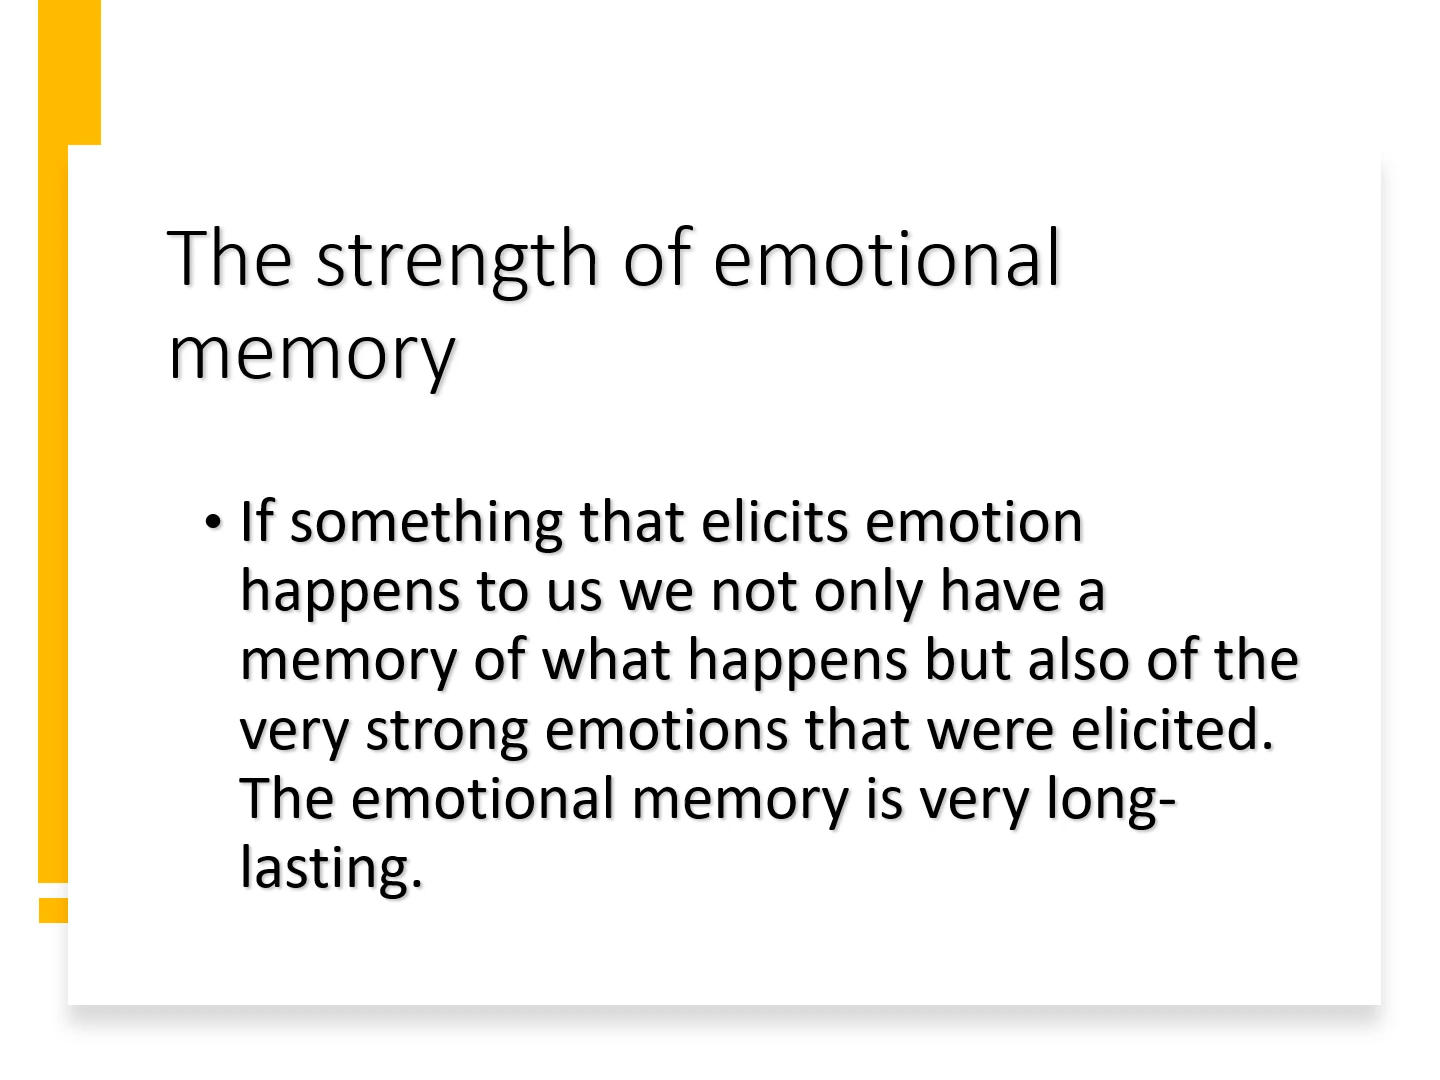 The strength of emotional
memory
• If something that elicits emotion
happens to us we not only have a
memory of what happens but also of the
very strong emotions that were elicited.
The emotional memory is very long-
lasting.